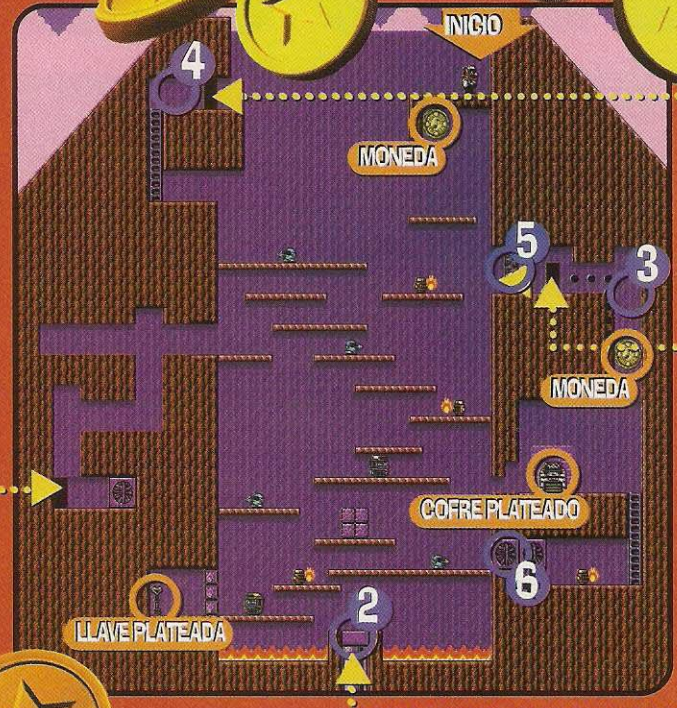 INICIO
4
MONEDA
5
3
MONEDA
COFRE PLATEADO
6
2
LLAVE PLATEADA